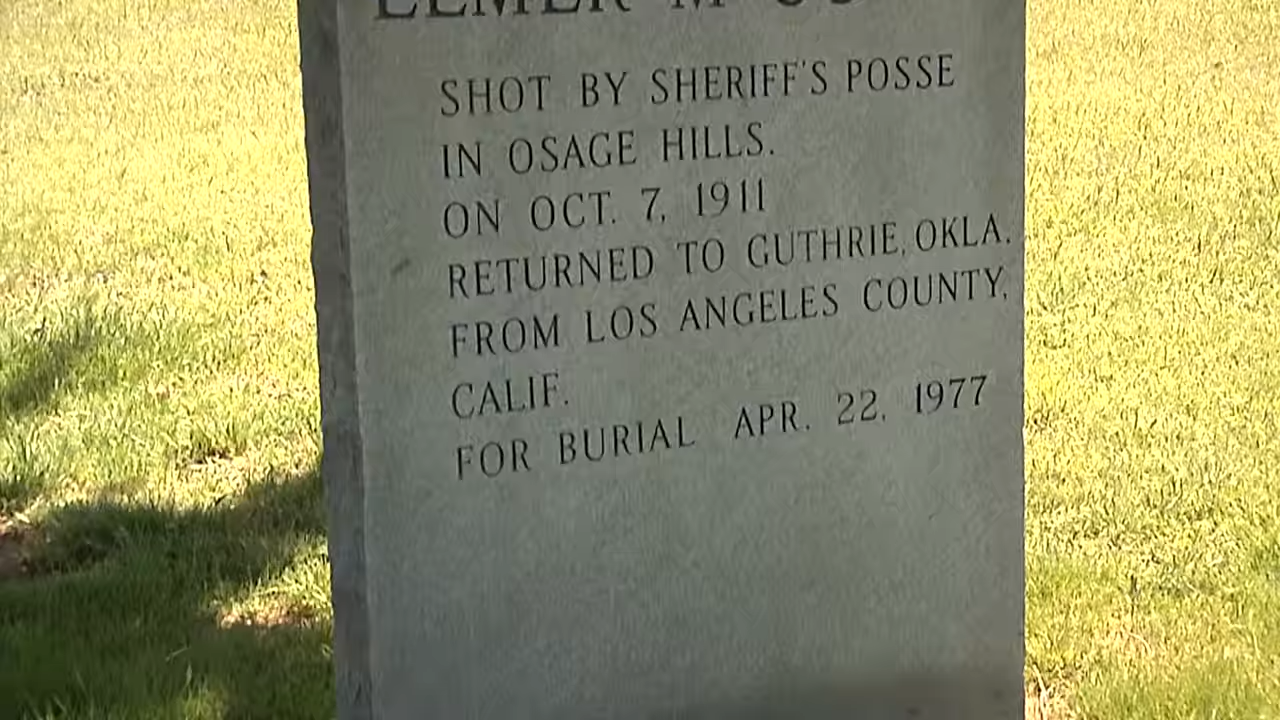 ELMER
SHOT BY SHERIFF'S POSSE
IN OSAGE HILLS.
ON OCT. 7, 1911
RETURNED TO GUTHRIE, OKLA.
FROM LOS ANGELES COUNTY,
CALIF.
FOR BURIAL APR. 22, 1977